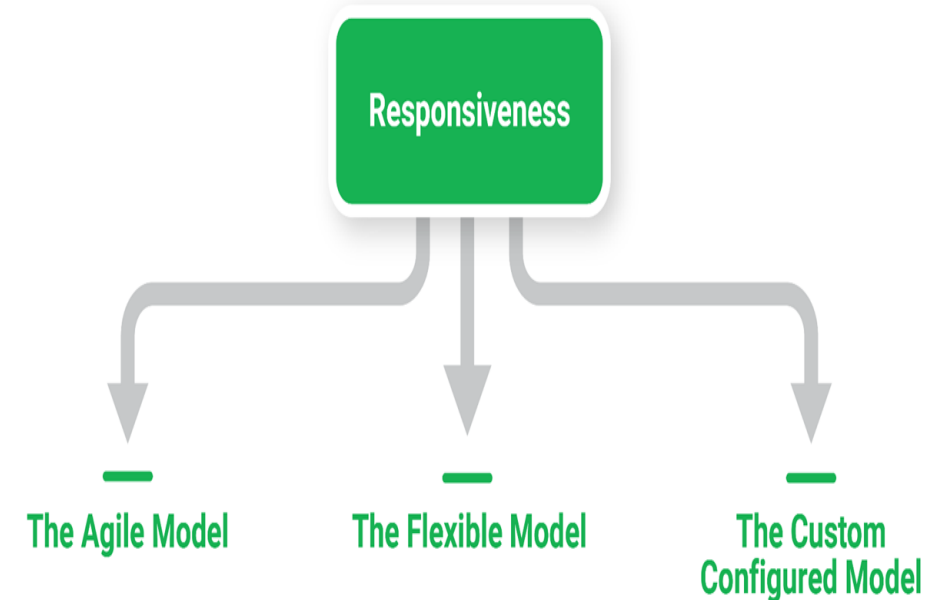 Responsiveness
The Agile Model
The Flexible Model
The Custom
Configured Model